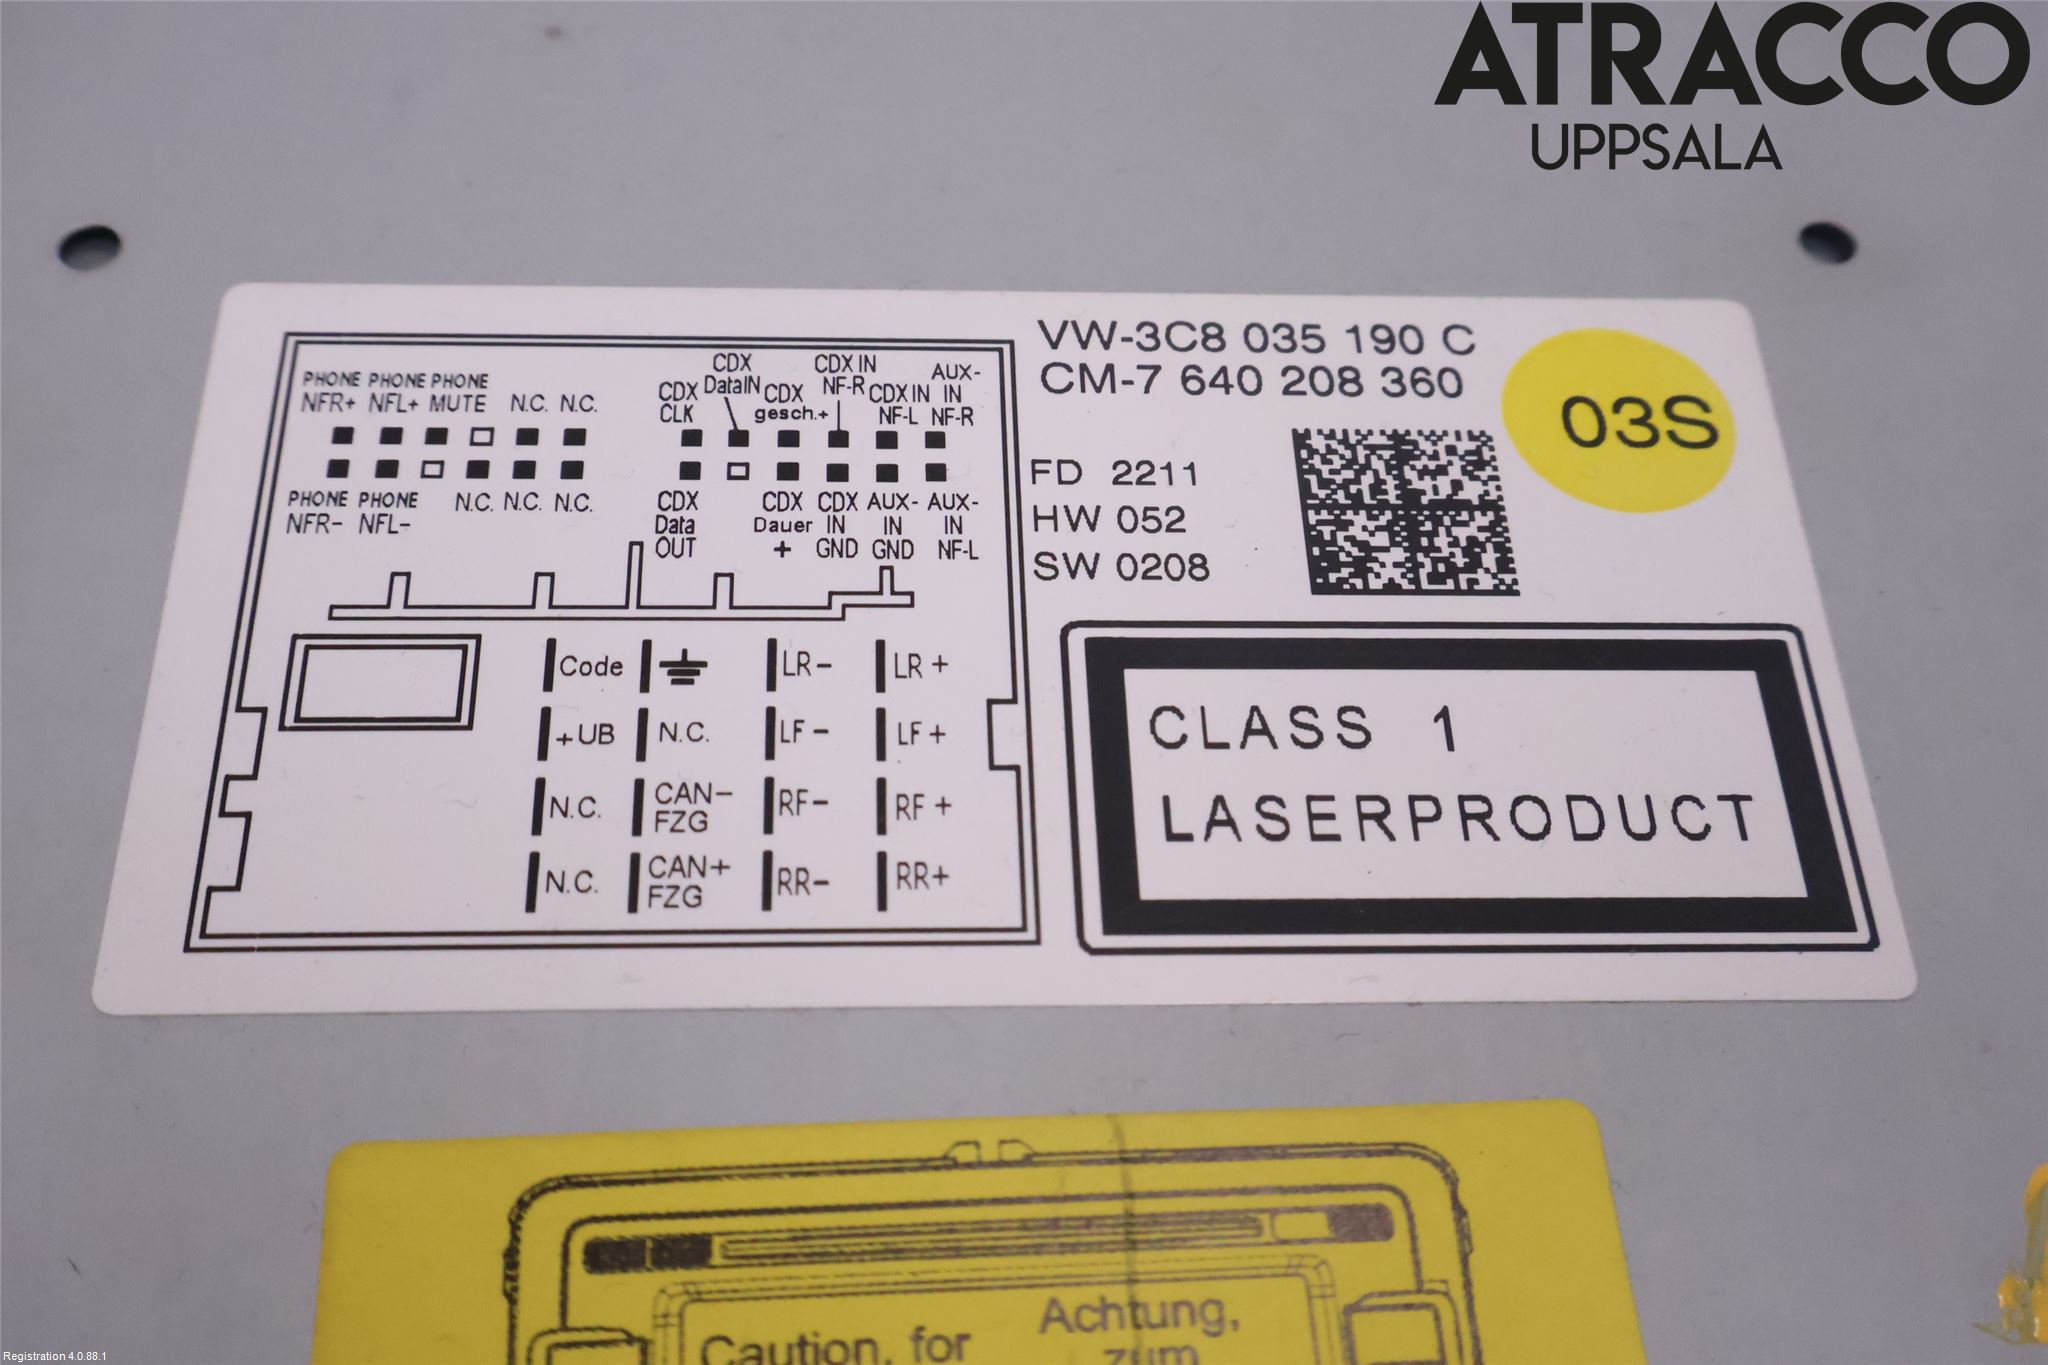 ATRACCO
UPPSALA
VW-3C8 035 190 C
CM-7 640 208 360
03S
FD 2211
HW 052
SW 0208
CLASS 1
LASERPRODUCT
PHONE NFR+
PHONE NFL+
PHONE MUTE
N.C. N.C.
CDX CLK
CDX DataIN
CDX gesch.+
CDX IN NF-R
CDX IN NF-L
AUX-IN NF-R
PHONE NFR-
PHONE NFL-
N.C. N.C. N.C.
CDX Data OUT
CDX Dauer +
CDX IN GND
AUX-IN GND
AUX-IN NF-L
Code LR- LR+
+UB N.C. LF- LF+
N.C. CAN- FZG RF- RF+
N.C. CAN+ FZG RR- RR+
Caution, for
Achtung,
zum
Registration 4.0.88.1